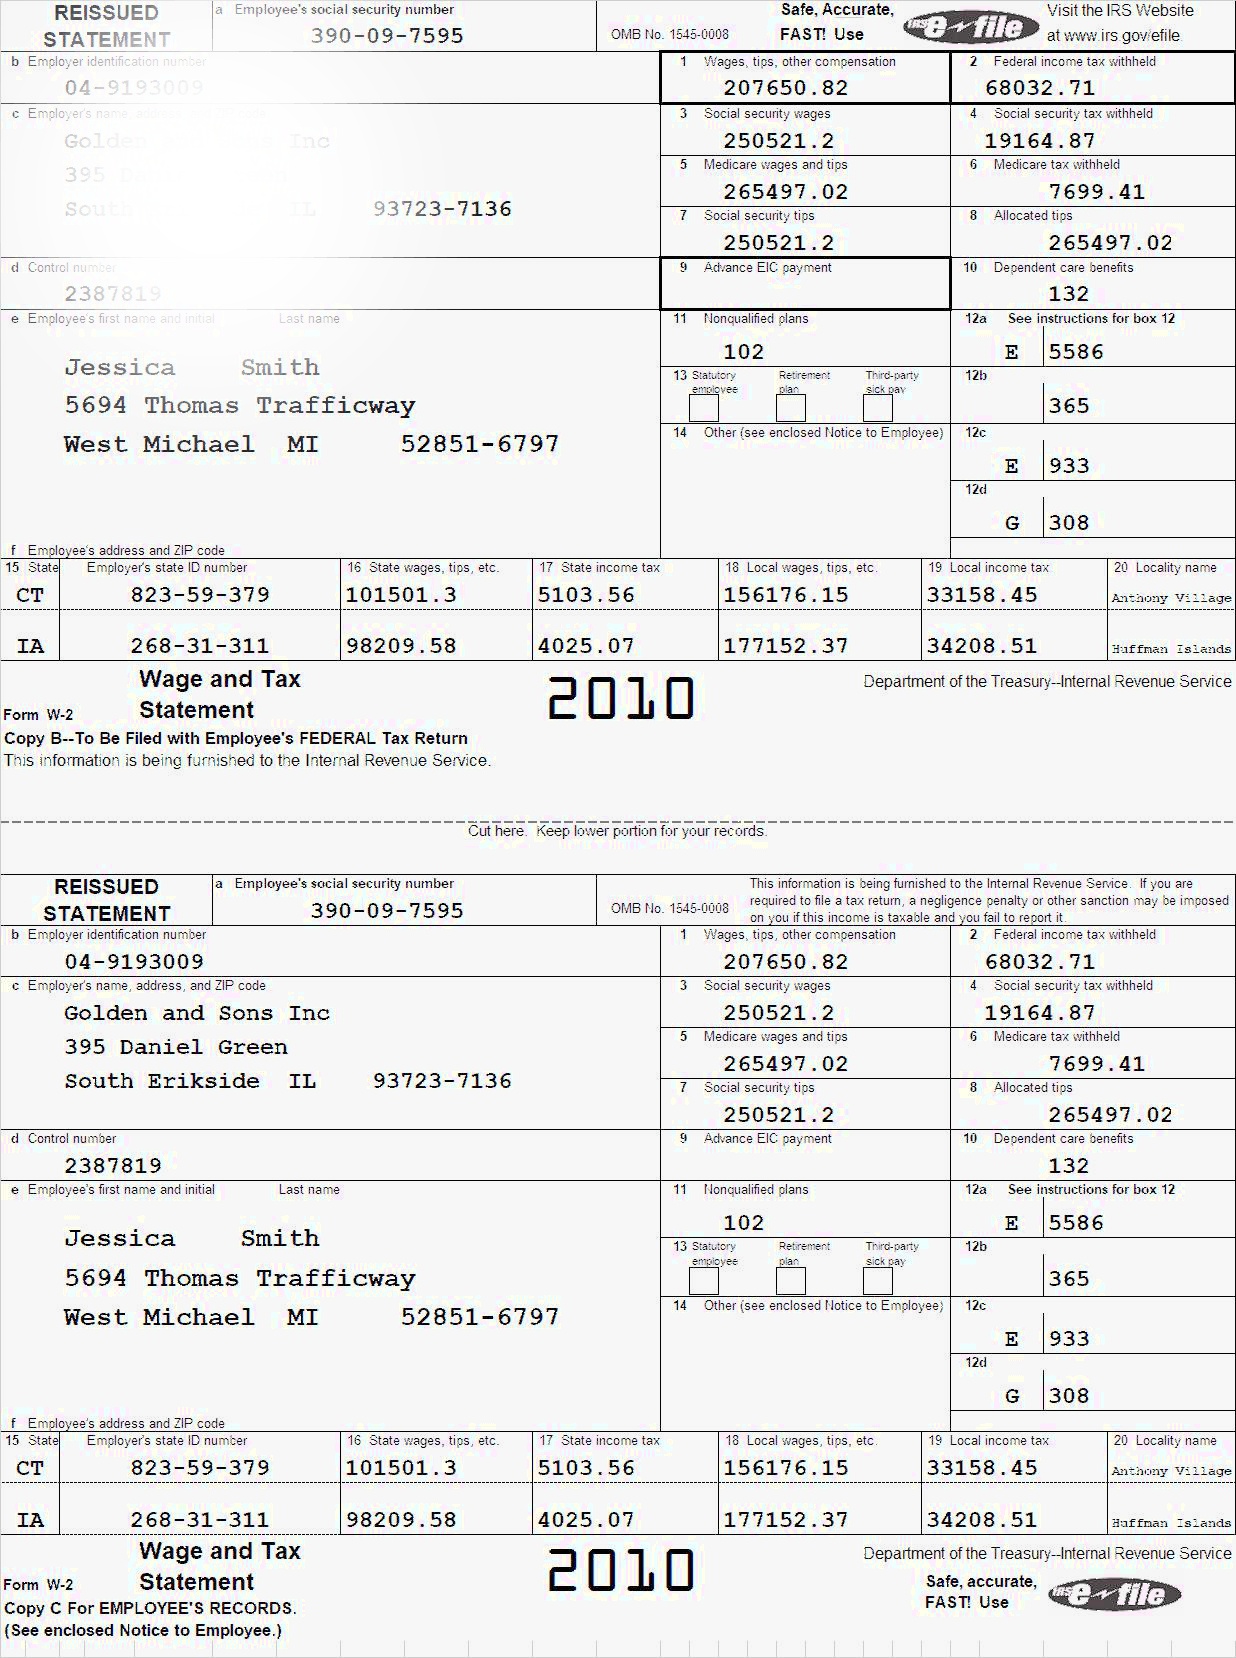 REISSUED STATEMENT
a Employee's social security number
390-09-7595
OMB No. 1545-0008
Safe, Accurate, FAST! Use
IRS e-file
Visit the IRS Website at www.irs.gov/efile
b Employer identification number
04-9193009
1 Wages, tips, other compensation
207650.82
2 Federal income tax withheld
68032.71
c Employer's name, address, and ZIP code
Golden and Sons Inc
395 D
South IL 93723-7136
3 Social security wages
250521.2
4 Social security tax withheld
19164.87
5 Medicare wages and tips
265497.02
6 Medicare tax withheld
7699.41
7 Social security tips
250521.2
8 Allocated tips
265497.02
d Control number
2387819
9 Advance EIC payment
10 Dependent care benefits
132
e Employee's first name and initial Last name
Jessica Smith
5694 Thomas Trafficway
West Michael MI 52851-6797
11 Nonqualified plans
102
12a See instructions for box 12
E 5586
13 Statutory employee Retirement plan Third-party sick pay
12b
365
14 Other (see enclosed Notice to Employee)
12c
E 933
12d
G 308
f Employee's address and ZIP code
15 State Employer's state ID number 16 State wages, tips, etc. 17 State income tax 18 Local wages, tips, etc. 19 Local income tax 20 Locality name
CT 823-59-379 101501.3 5103.56 156176.15 33158.45 Anthony Village
IA 268-31-311 98209.58 4025.07 177152.37 34208.51 Huffman Islands
Form W-2 Wage and Tax Statement 2010 Department of the Treasury--Internal Revenue Service
Copy B--To Be Filed with Employee's FEDERAL Tax Return
This information is being furnished to the Internal Revenue Service.
Cut here. Keep lower portion for your records.
REISSUED STATEMENT
a Employee's social security number
390-09-7595
OMB No. 1545-0008
This information is being furnished to the Internal Revenue Service. If you are
required to file a tax return, a negligence penalty or other sanction may be imposed
on you if this income is taxable and you fail to report it.
b Employer identification number
04-9193009
1 Wages, tips, other compensation
207650.82
2 Federal income tax withheld
68032.71
c Employer's name, address, and ZIP code
Golden and Sons Inc
395 Daniel Green
South Erikside IL 93723-7136
3 Social security wages
250521.2
4 Social security tax withheld
19164.87
5 Medicare wages and tips
265497.02
6 Medicare tax withheld
7699.41
7 Social security tips
250521.2
8 Allocated tips
265497.02
d Control number
2387819
9 Advance EIC payment
10 Dependent care benefits
132
e Employee's first name and initial Last name
Jessica Smith
5694 Thomas Trafficway
West Michael MI 52851-6797
11 Nonqualified plans
102
12a See instructions for box 12
E 5586
13 Statutory employee Retirement plan Third-party sick pay
12b
365
14 Other (see enclosed Notice to Employee)
12c
E 933
12d
G 308
f Employee's address and ZIP code
15 State Employer's state ID number 16 State wages, tips, etc. 17 State income tax 18 Local wages, tips, etc. 19 Local income tax 20 Locality name
CT 823-59-379 101501.3 5103.56 156176.15 33158.45 Anthony Village
IA 268-31-311 98209.58 4025.07 177152.37 34208.51 Huffman Islands
Form W-2 Wage and Tax Statement 2010 Department of the Treasury--Internal Revenue Service
Copy C For EMPLOYEE'S RECORDS.
(See enclosed Notice to Employee.)
Safe, accurate, FAST! Use
IRS e-file